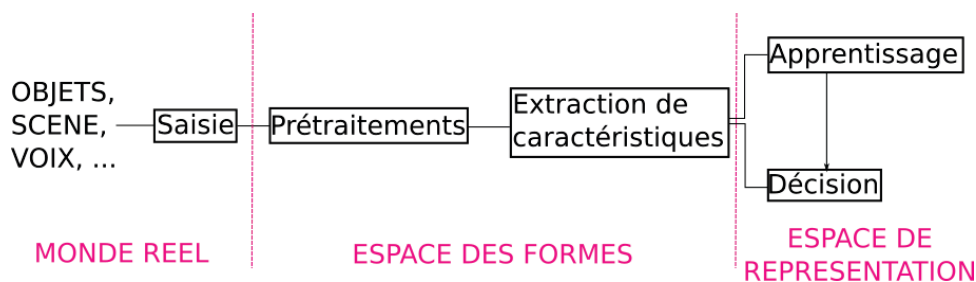 OBJETS,
SCENE,
VOIX, ...
Saisie
Prétraitements
Extraction de
caractéristiques
Apprentissage
Décision
MONDE REEL
ESPACE DES FORMES
ESPACE DE
REPRESENTATION